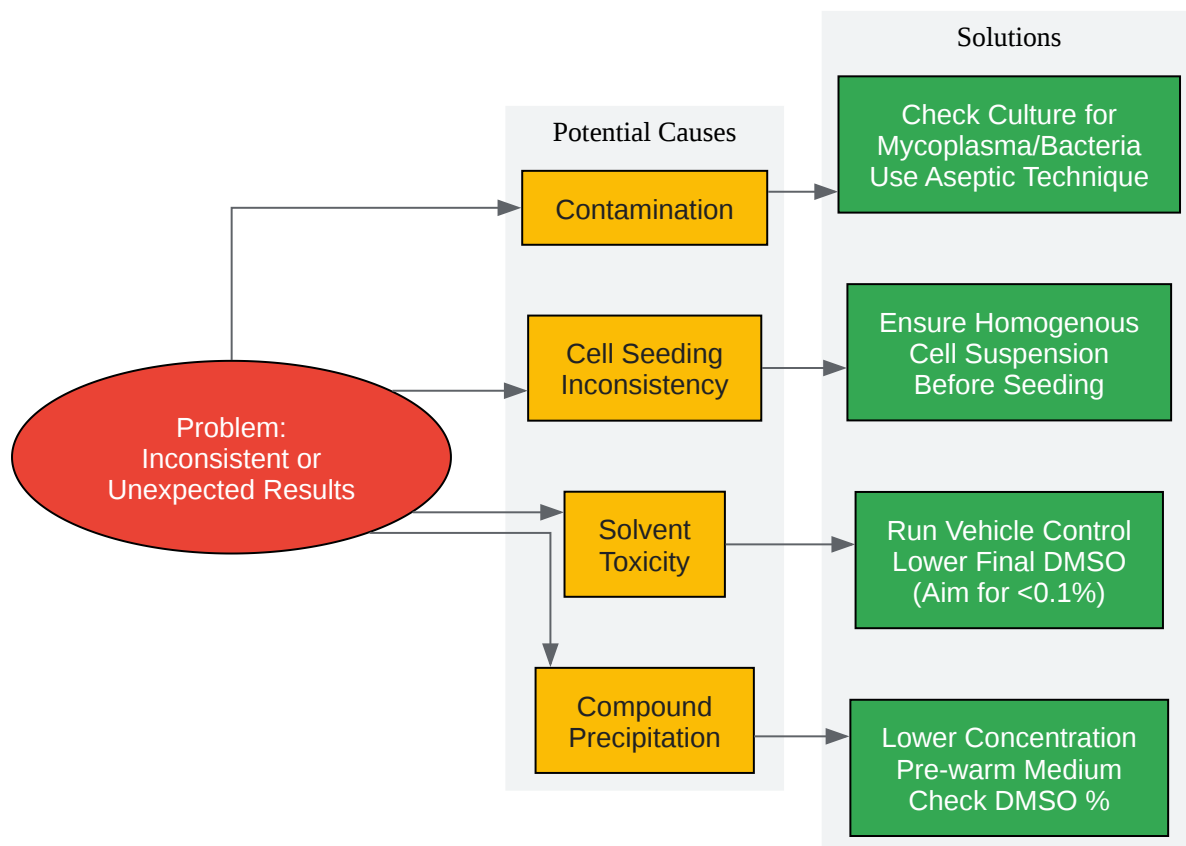 Problem:
Inconsistent or
Unexpected Results
Potential Causes
Contamination
Cell Seeding
Inconsistency
Solvent
Toxicity
Compound
Precipitation
Solutions
Check Culture for
Mycoplasma/Bacteria
Use Aseptic Technique
Ensure Homogenous
Cell Suspension
Before Seeding
Run Vehicle Control
Lower Final DMSO
(Aim for <0.1%)
Lower Concentration
Pre-warm Medium
Check DMSO %